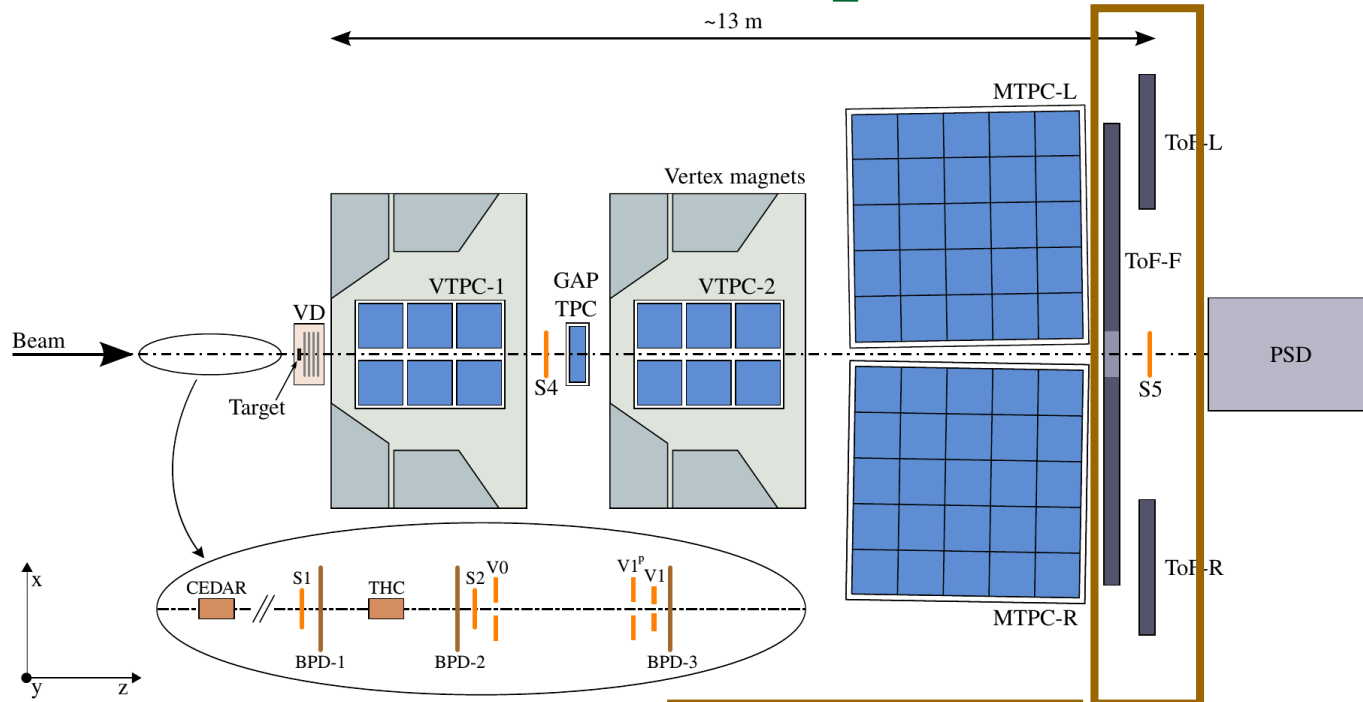 ~13 m
MTPC-L
ToF-L
Vertex magnets
ToF-F
VTPC-1
GAP
TPC
VTPC-2
VD
Beam
PSD
S4
S5
Target
ToF-R
MTPC-R
CEDAR
S1
THC
S2
V0
V1ᵖ
V1
BPD-1
BPD-2
BPD-3
x
y
z